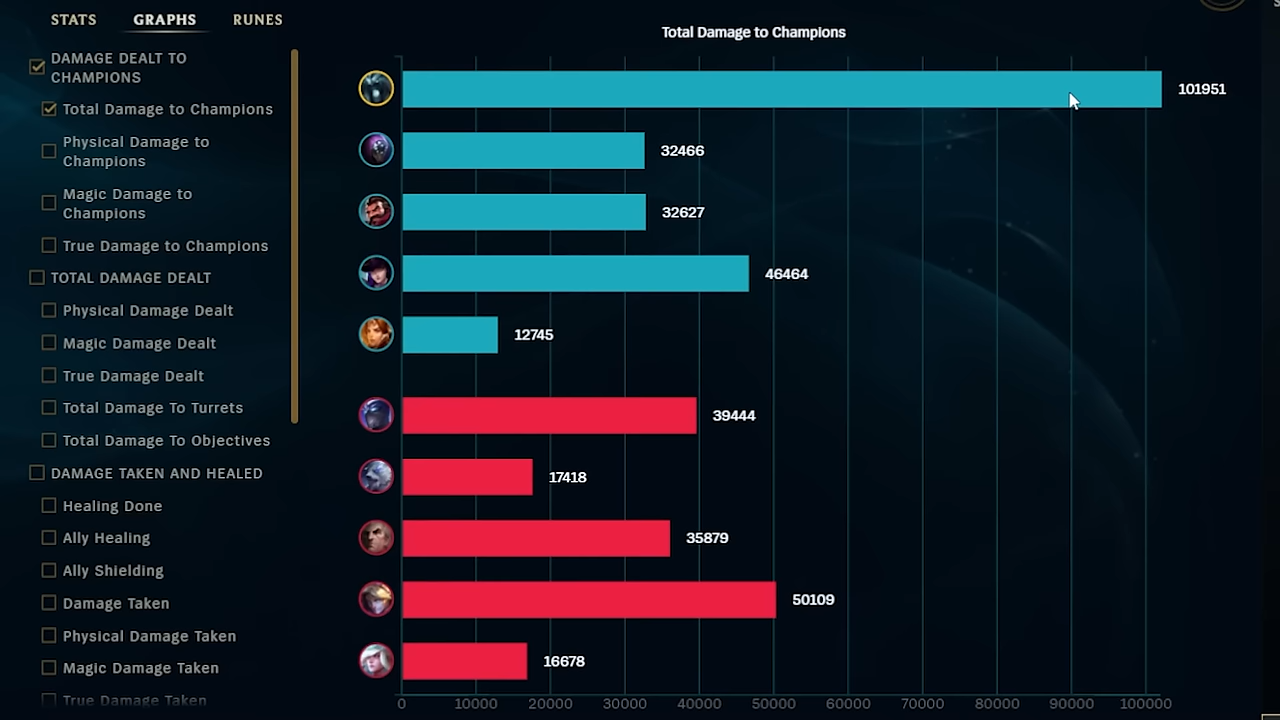 STATS GRAPHS RUNES
DAMAGE DEALT TO
CHAMPIONS
Total Damage to Champions
Physical Damage to
Champions
Magic Damage to
Champions
True Damage to Champions
TOTAL DAMAGE DEALT
Physical Damage Dealt
Magic Damage Dealt
True Damage Dealt
Total Damage To Turrets
Total Damage To Objectives
DAMAGE TAKEN AND HEALED
Healing Done
Ally Healing
Ally Shielding
Damage Taken
Physical Damage Taken
Magic Damage Taken
True Damage Taken
Total Damage to Champions
101951
32466
32627
46464
12745
39444
17418
35879
50109
16678
0 10000 20000 30000 40000 50000 60000 70000 80000 90000 100000